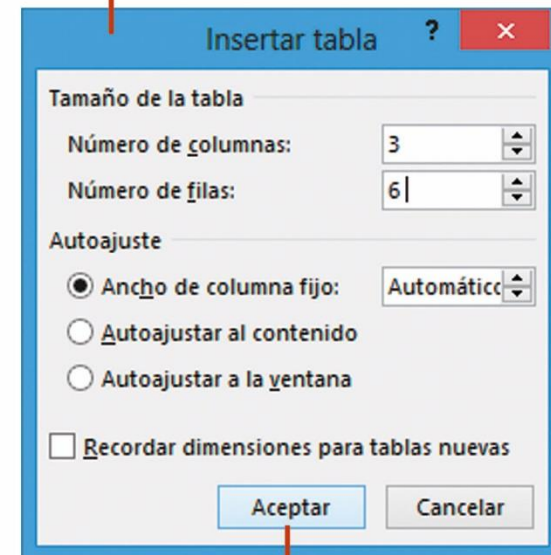 Insertar tabla ? ×
Tamaño de la tabla
Número de columnas: 3
Número de filas: 6
Autoajuste
Ancho de columna fijo: Automátic
Autoajustar al contenido
Autoajustar a la ventana
Recordar dimensiones para tablas nuevas
Aceptar Cancelar